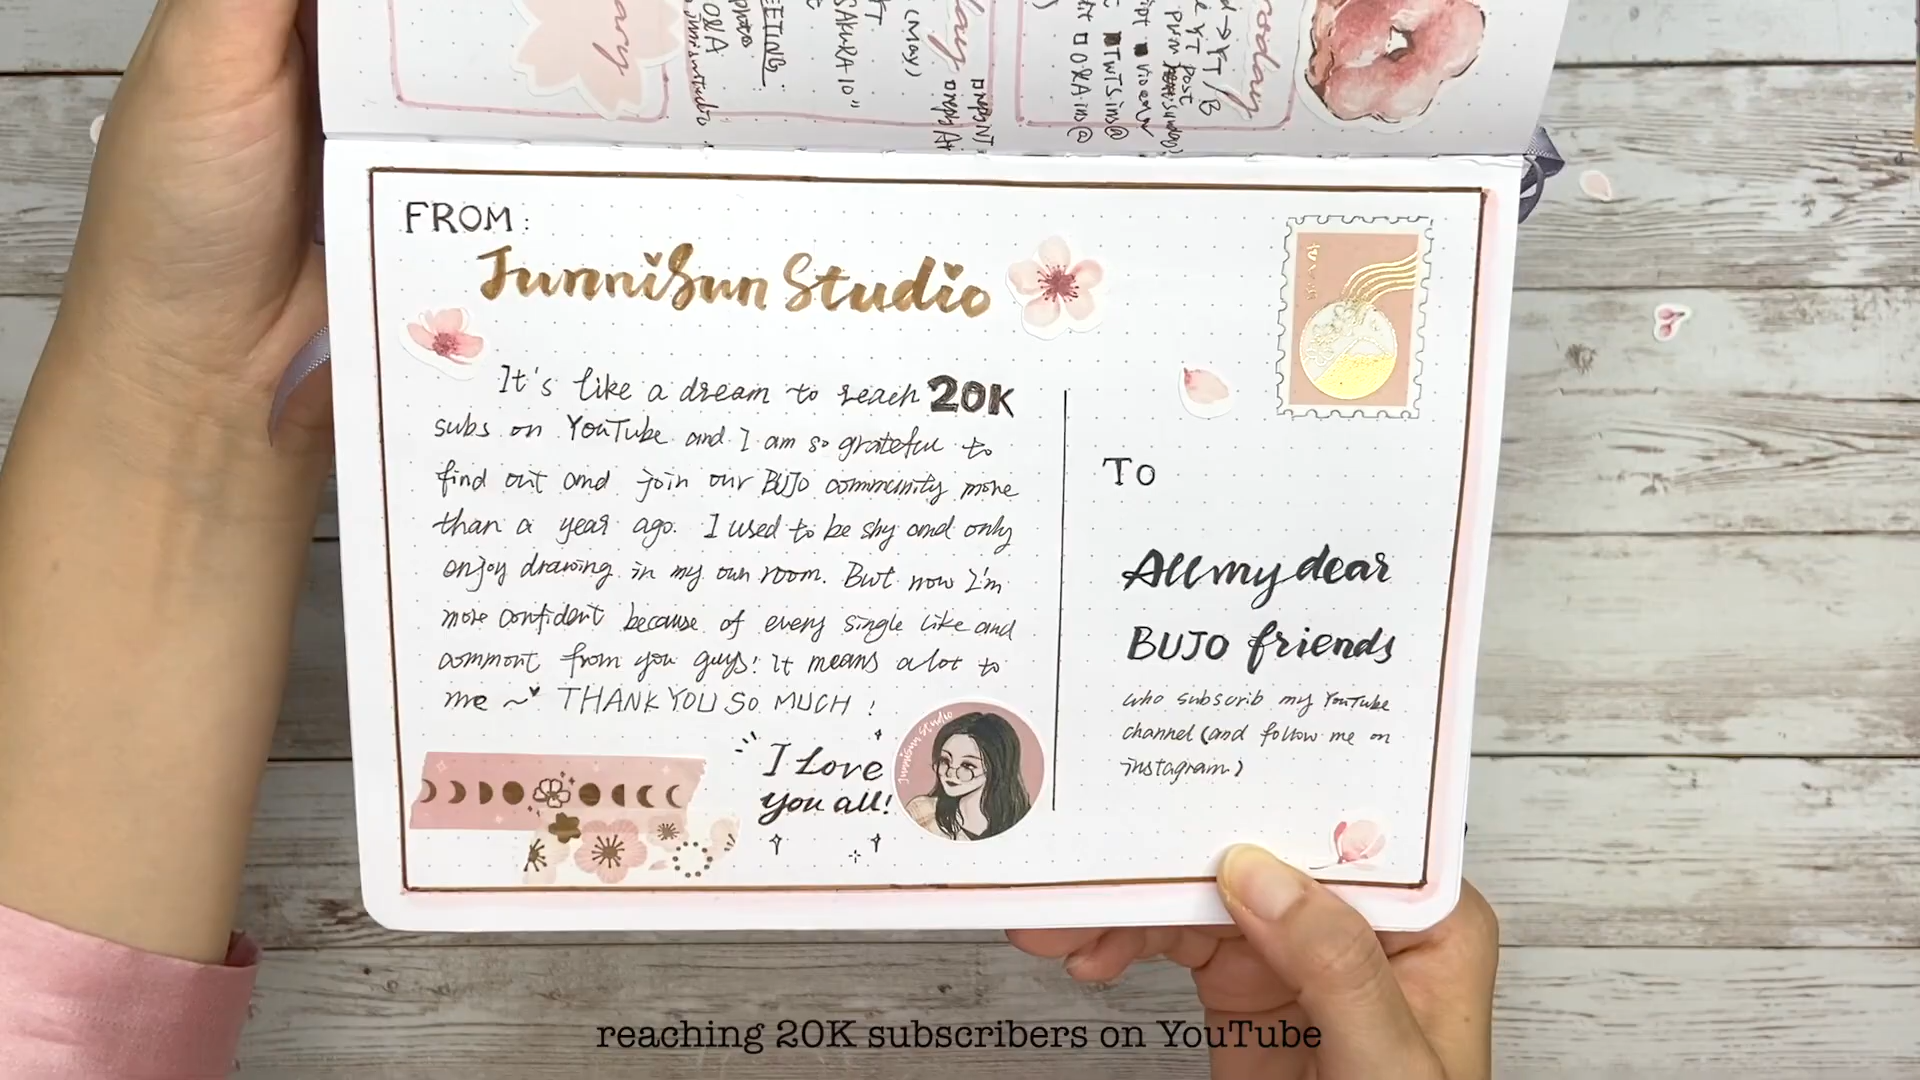 FROM:
JunniSun Studio
It's like a dream to reach 20K
subs on YouTube and I am so grateful to
find out and join our BUJO community more
than a year ago. I used to be shy and only
enjoy drawing in my own room. But now I'm
more confident because of every single like and
comment from you guys! it means a lot to
me ~ THANK YOU SO MUCH!
I Love
you all!
JunniSun Studio
To
All my dear
BUJO friends
who subscrib my YouTube
channel (and follow me on
instagram)
reaching 20K subscribers on YouTube